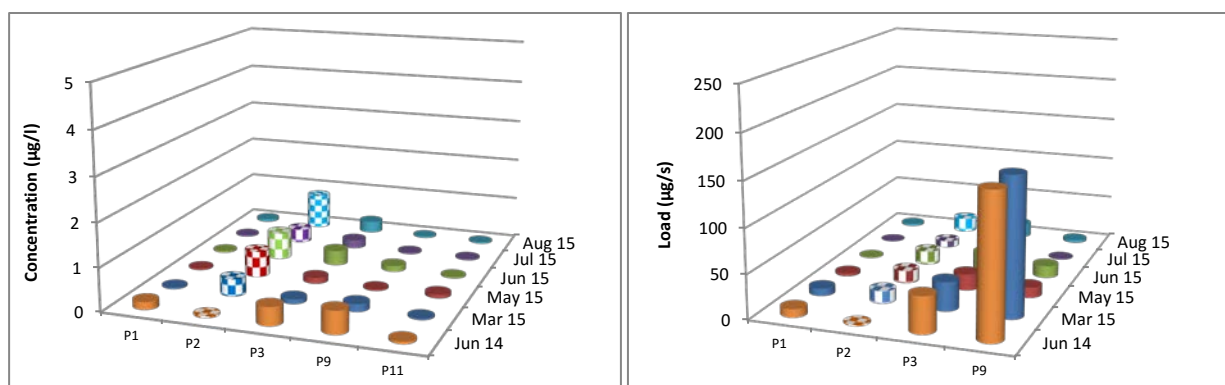 Concentration (µg/l)
5
4
3
2
1
0
P1
P2
P3
P9
P11
Jun 14
Mar 15
May 15
Jun 15
Jul 15
Aug 15
Load (µg/s)
250
200
150
100
50
0
P1
P2
P3
P9
Jun 14
Mar 15
May 15
Jun 15
Jul 15
Aug 15